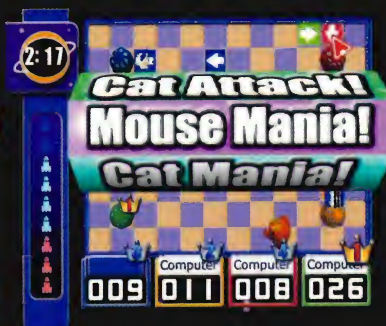 2:17
Cat Attack!
Mouse Mania!
Cat Mania!
Computer Computer Computer
009 011 008 026